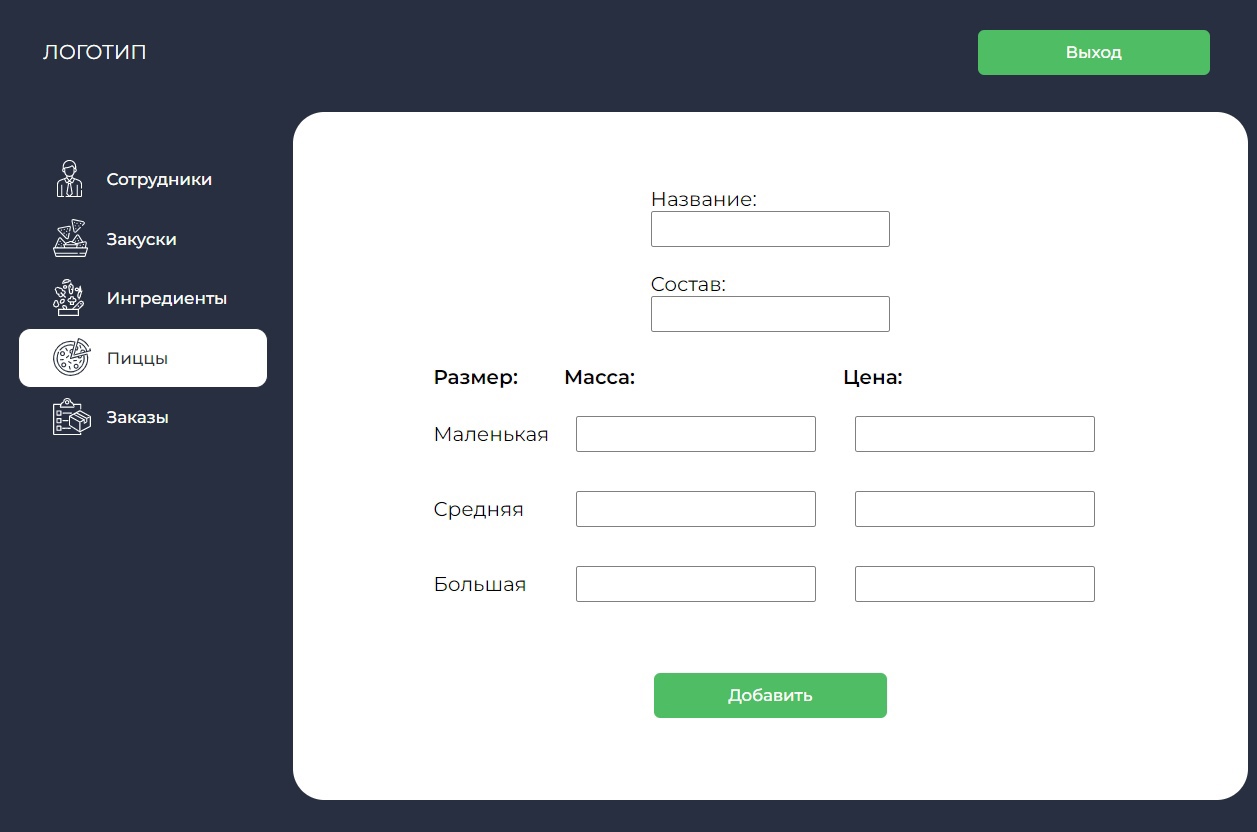 ЛОГОТИП
Выход
Сотрудники
Закуски
Ингредиенты
Пиццы
Заказы
Название:
Состав:
Размер: Масса: Цена:
Маленькая
Средняя
Большая
Добавить